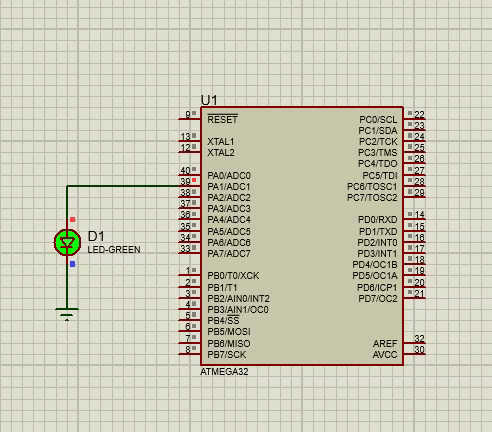 U1
9 RESET
13 XTAL1
12 XTAL2
40 PA0/ADC0
39 PA1/ADC1
38 PA2/ADC2
37 PA3/ADC3
36 PA4/ADC4
35 PA5/ADC5
34 PA6/ADC6
33 PA7/ADC7
1 PB0/T0/XCK
2 PB1/T1
3 PB2/AIN0/INT2
4 PB3/AIN1/OC0
5 PB4/SS
6 PB5/MOSI
7 PB6/MISO
8 PB7/SCK
PC0/SCL 22
PC1/SDA 23
PC2/TCK 24
PC3/TMS 25
PC4/TDO 26
PC5/TDI 27
PC6/TOSC1 28
PC7/TOSC2 29
PD0/RXD 14
PD1/TXD 15
PD2/INT0 16
PD3/INT1 17
PD4/OC1B 18
PD5/OC1A 19
PD6/ICP1 20
PD7/OC2 21
AREF 32
AVCC 30
ATMEGA32
D1
LED-GREEN